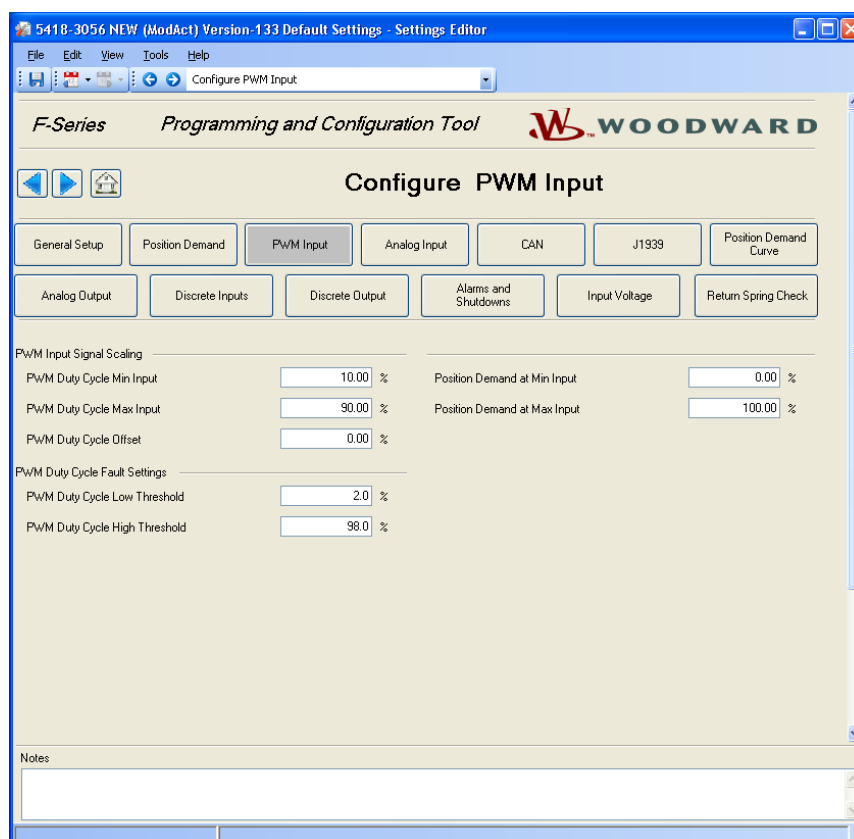 5418-3056 NEW (ModAct) Version-133 Default Settings - Settings Editor
File Edit View Tools Help
Configure PWM Input
F-Series Programming and Configuration Tool WOODWARD
Configure PWM Input
General Setup Position Demand PWM Input Analog Input CAN J1939 Position Demand Curve
Analog Output Discrete Inputs Discrete Output Alarms and Shutdowns Input Voltage Return Spring Check
PWM Input Signal Scaling
PWM Duty Cycle Min Input 10.00 % Position Demand at Min Input 0.00 %
PWM Duty Cycle Max Input 90.00 % Position Demand at Max Input 100.00 %
PWM Duty Cycle Offset 0.00 %
PWM Duty Cycle Fault Settings
PWM Duty Cycle Low Threshold 2.0 %
PWM Duty Cycle High Threshold 98.0 %
Notes